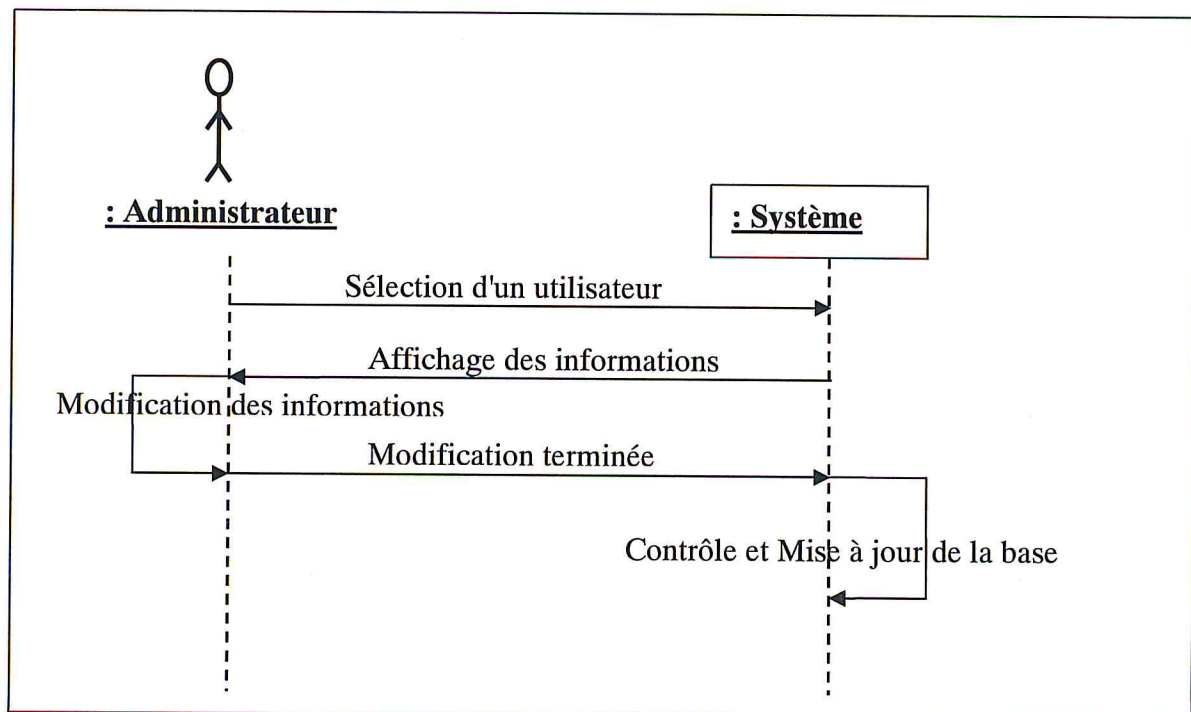 : Administrateur
: Système
Sélection d'un utilisateur
Affichage des informations
Modification des informations
Modification terminée
Contrôle et Mise à jour de la base